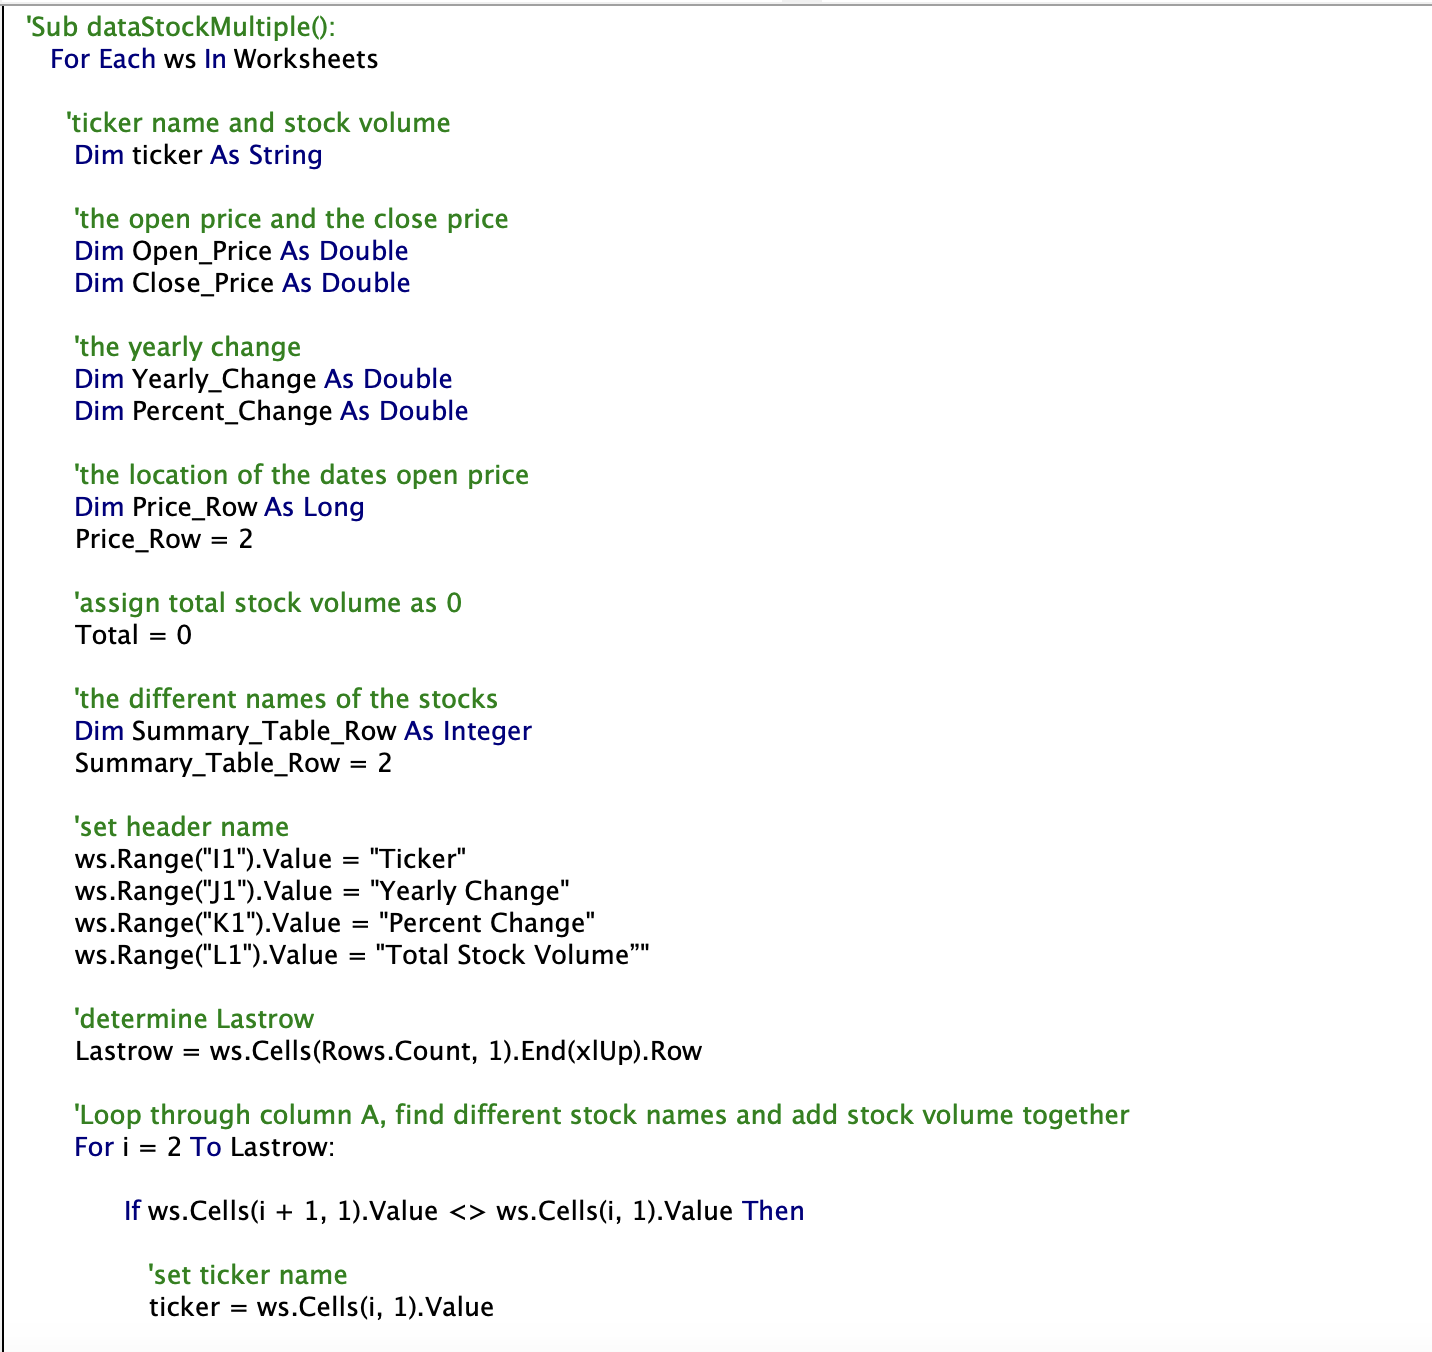 'Sub dataStockMultiple():
For Each ws In Worksheets
'ticker name and stock volume
Dim ticker As String
'the open price and the close price
Dim Open_Price As Double
Dim Close_Price As Double
'the yearly change
Dim Yearly_Change As Double
Dim Percent_Change As Double
'the location of the dates open price
Dim Price_Row As Long
Price_Row = 2
'assign total stock volume as 0
Total = 0
'the different names of the stocks
Dim Summary_Table_Row As Integer
Summary_Table_Row = 2
'set header name
ws.Range("I1").Value = "Ticker"
ws.Range("J1").Value = "Yearly Change"
ws.Range("K1").Value = "Percent Change"
ws.Range("L1").Value = "Total Stock Volume”"
'determine Lastrow
Lastrow = ws.Cells(Rows.Count, 1).End(xlUp).Row
'Loop through column A, find different stock names and add stock volume together
For i = 2 To Lastrow:
If ws.Cells(i + 1, 1).Value <> ws.Cells(i, 1).Value Then
'set ticker name
ticker = ws.Cells(i, 1).Value